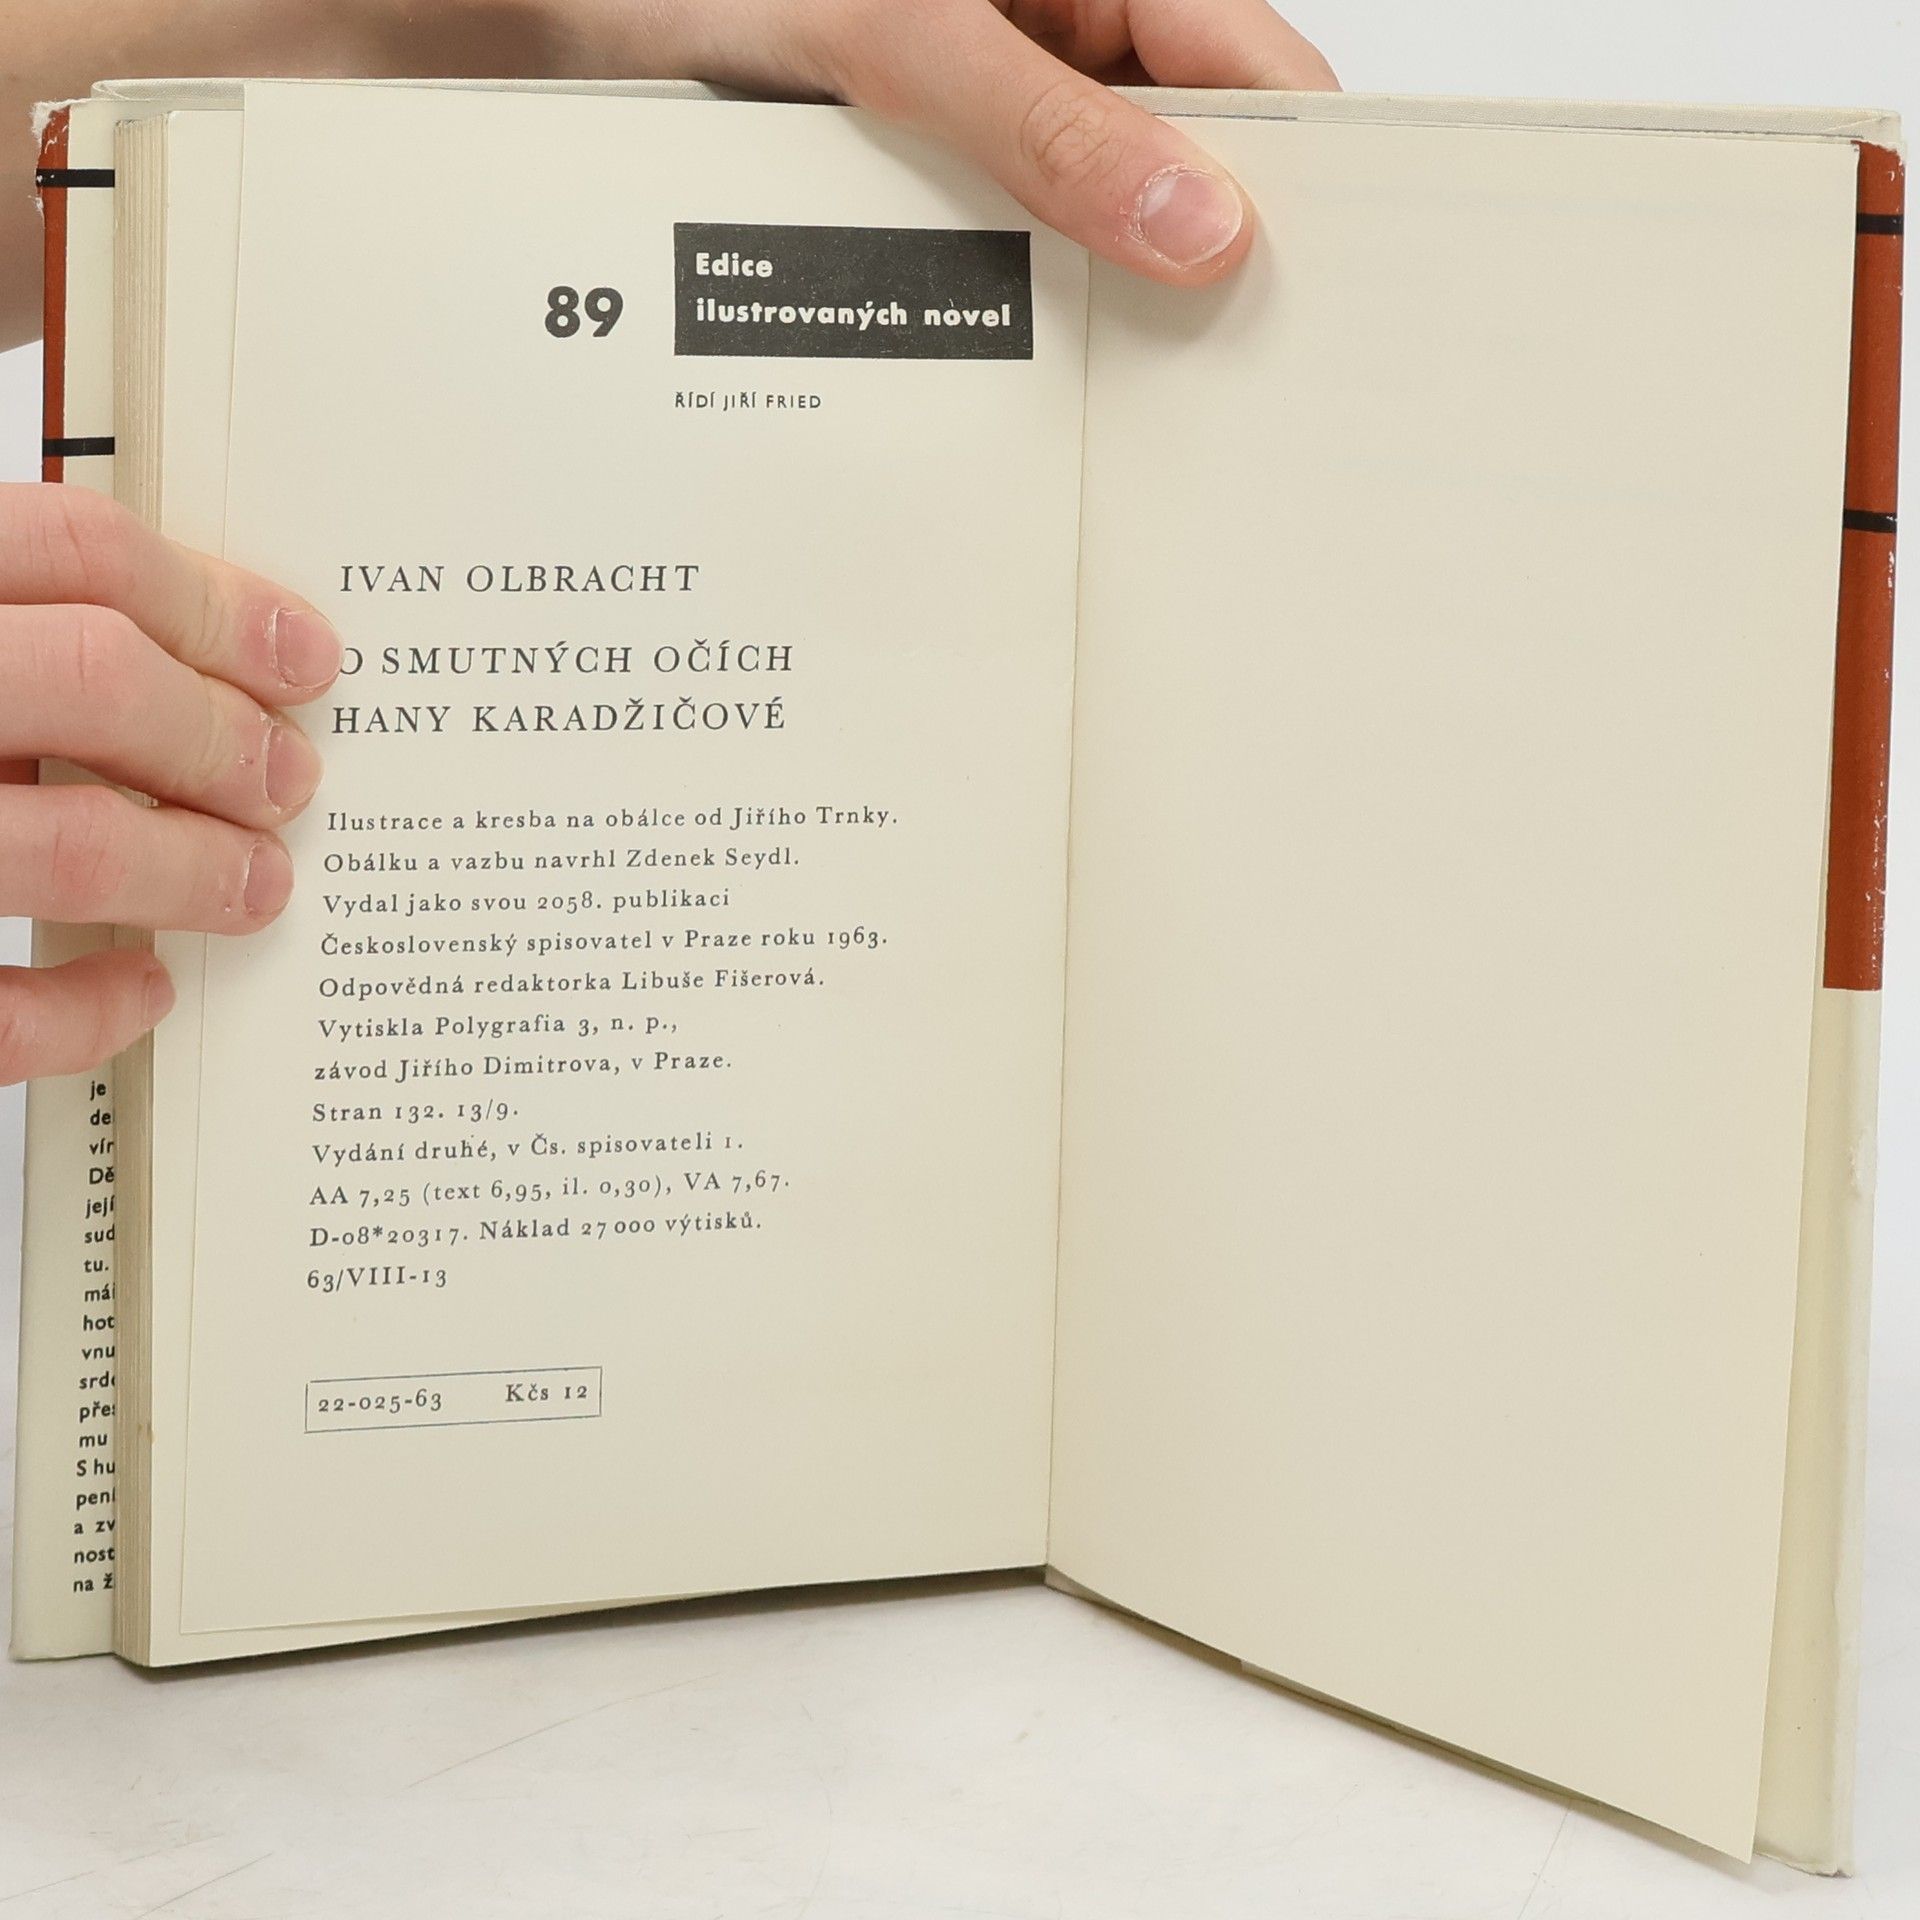 89
Edice
ilustrovaných novel
ŘÍDÍ JIŘÍ FRIED
IVAN OLBRACHT
O SMUTNÝCH OČÍCH
HANY KARADŽIČOVÉ
Ilustrace a kresba na obálce od Jiřího Trnky.
Obálku a vazbu navrhl Zdenek Seydl.
Vydal jako svou 2058. publikaci
Československý spisovatel v Praze roku 1963.
Odpovědná redaktorka Libuše Fišerová.
Vytiskla Polygrafia 3, n. p.,
závod Jiřího Dimitrova, v Praze.
Stran 132. 13/9.
Vydání druhé, v Čs. spisovateli 1.
AA 7,25 (text 6,95, il. 0,30), VA 7,67.
D-08*20317. Náklad 27 000 výtisků.
63/VIII-13
22-025-63 Kčs 12
je
tu.
mu
a
na